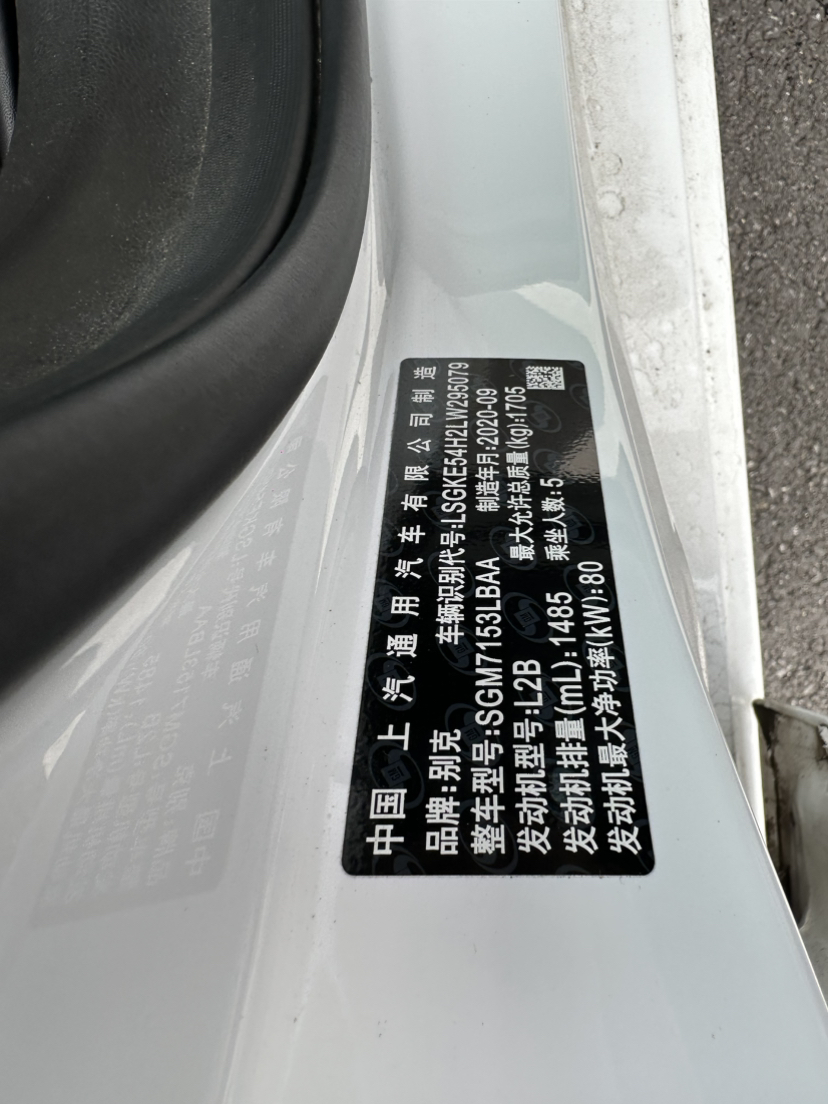 中国 上汽通用汽车有限公司制造
品牌:别克 车辆识别代号:LSGKE54H2LW295079
整车型号:SGM7153LBAA 制造年月:2020-09
发动机型号:L2B 最大允许总质量(kg):1705
发动机排量(mL):1485 乘坐人数:5
发动机最大净功率(kW):80